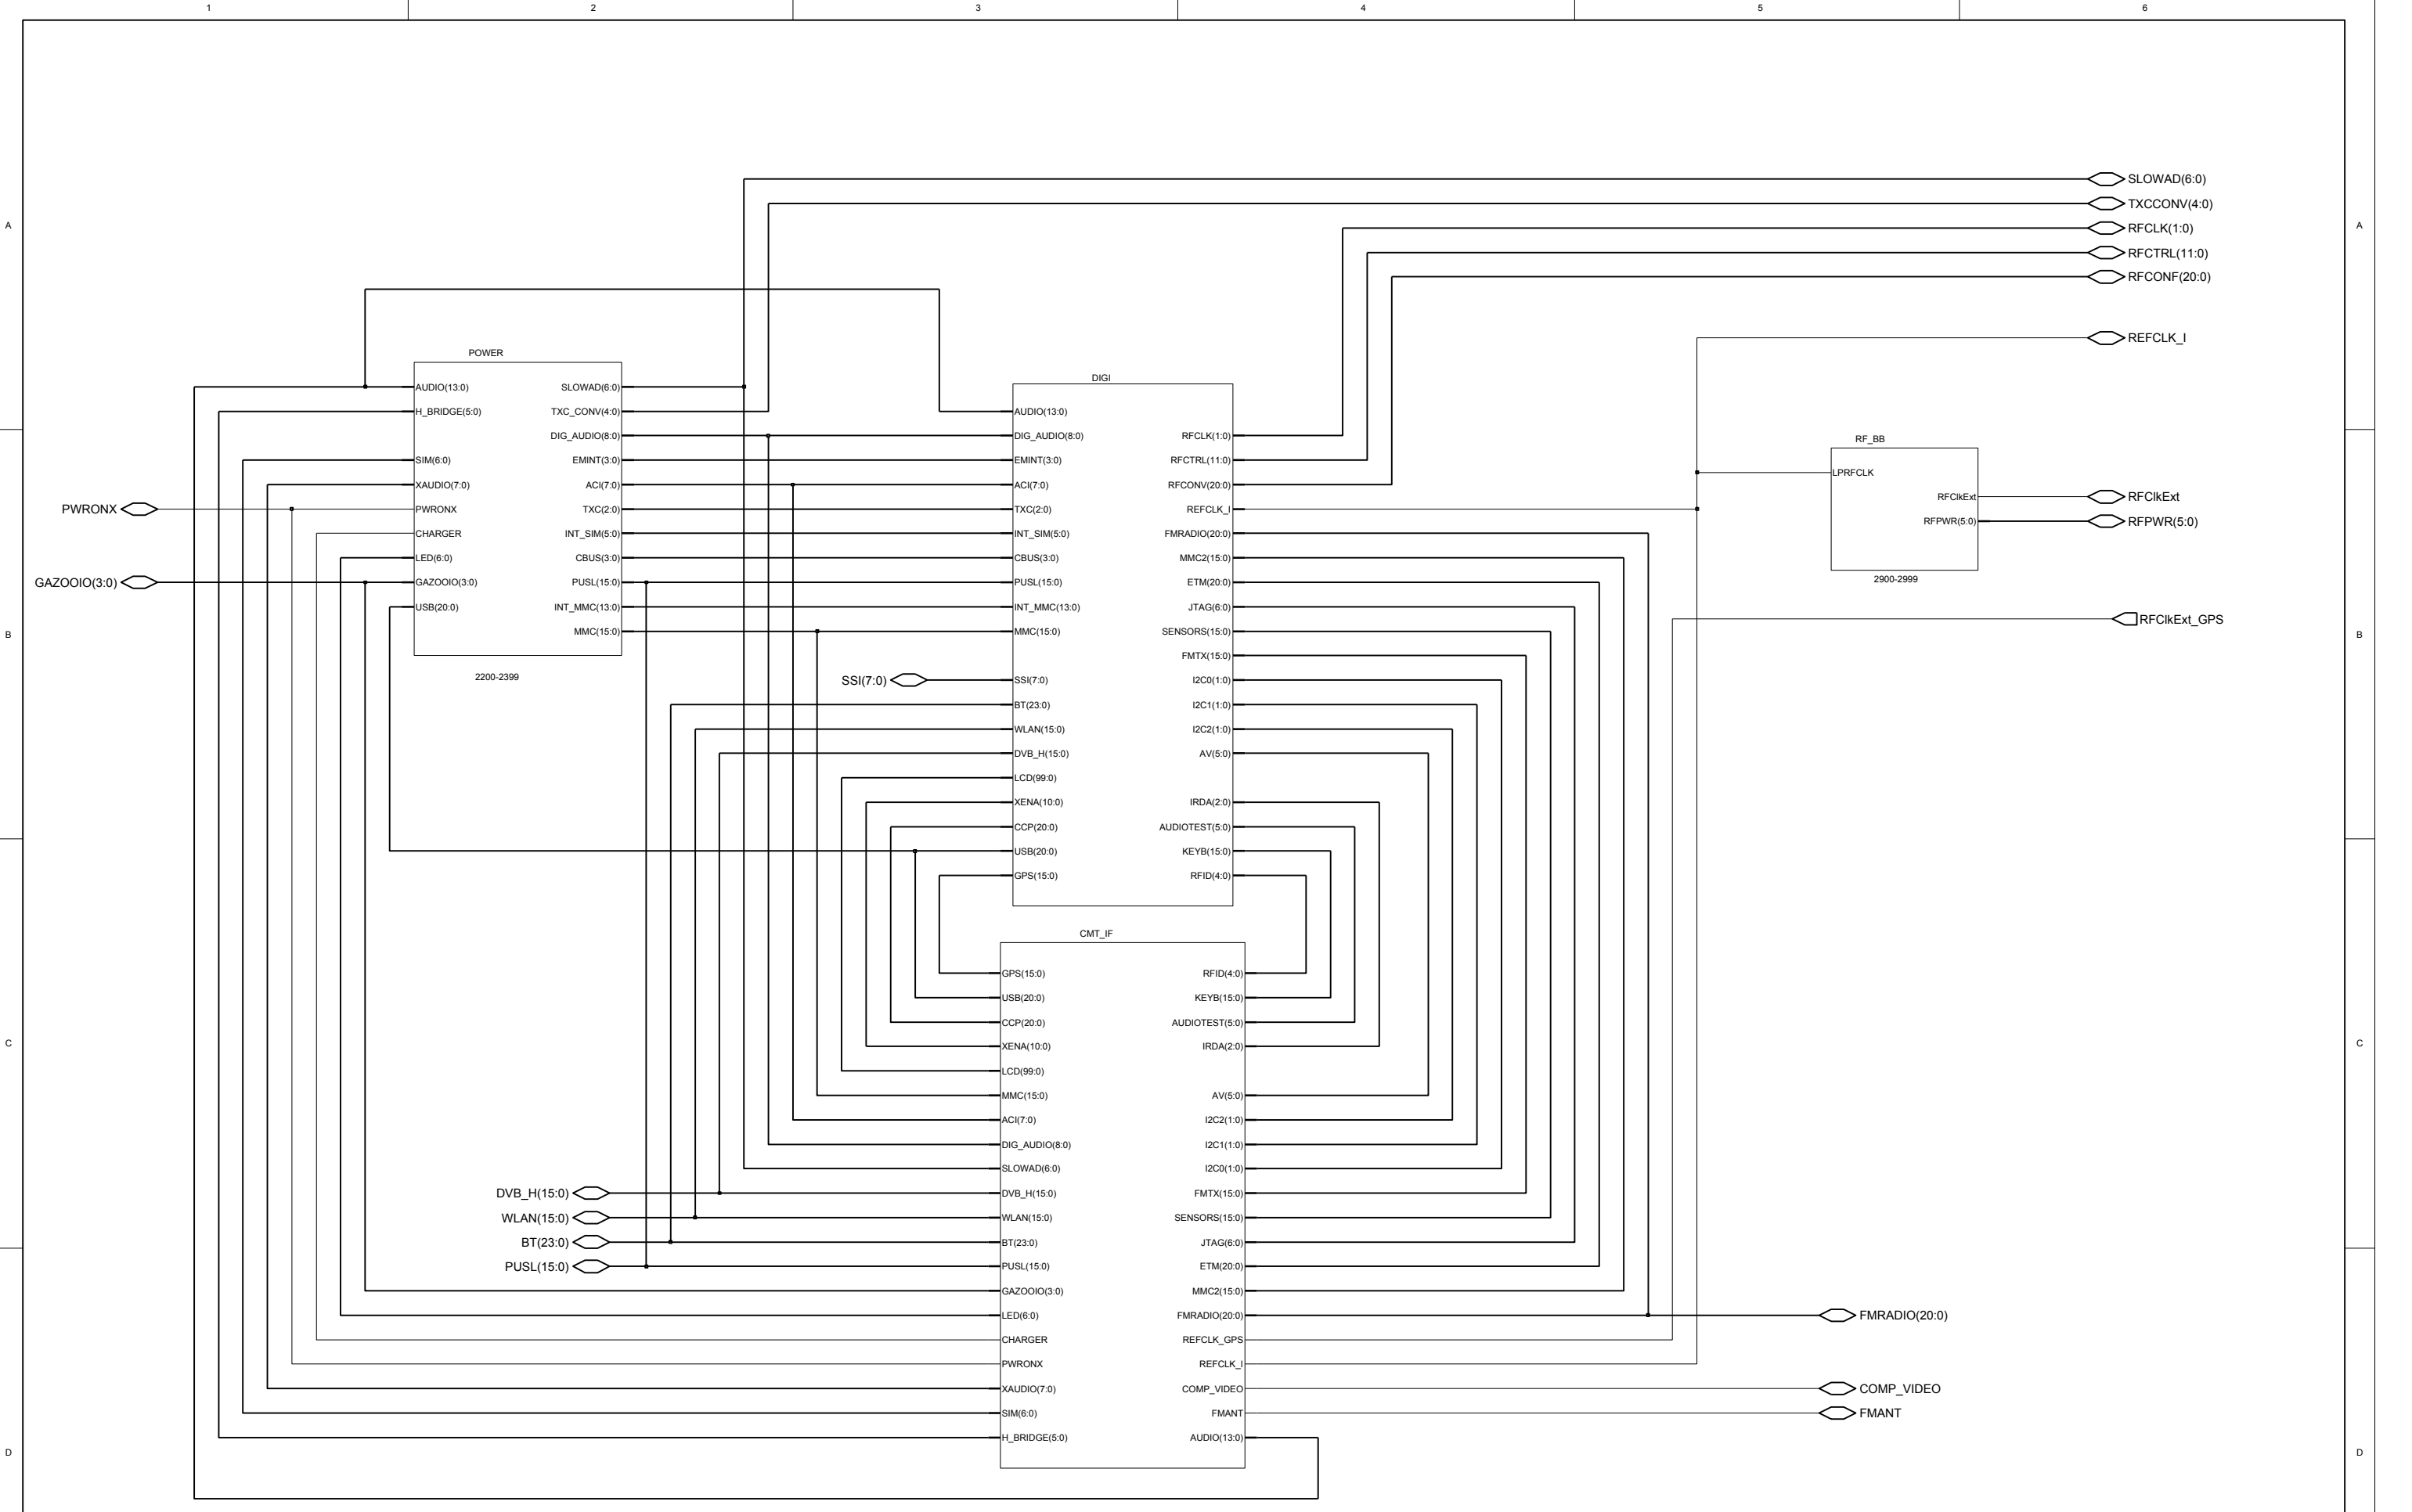 1 2 3 4 5 6
SLOWAD(6:0)
TXCCONV(4:0)
A A
RFCLK(1:0)
RFCTRL(11:0)
RFCONF(20:0)
REFCLK_I
POWER
AUDIO(13:0)
H_BRIDGE(5:0)
SIM(6:0)
XAUDIO(7:0)
PWRONX
CHARGER
LED(6:0)
GAZOOIO(3:0)
USB(20:0)
SLOWAD(6:0)
TXC_CONV(4:0)
DIG_AUDIO(8:0)
EMINT(3:0)
ACI(7:0)
TXC(2:0)
INT_SIM(5:0)
CBUS(3:0)
PUSL(15:0)
INT_MMC(13:0)
MMC(15:0)
2200-2399
PWRONX
GAZOOIO(3:0)
DIGI
AUDIO(13:0)
DIG_AUDIO(8:0)
EMINT(3:0)
ACI(7:0)
TXC(2:0)
INT_SIM(5:0)
CBUS(3:0)
PUSL(15:0)
INT_MMC(13:0)
MMC(15:0)
SSI(7:0)
SSI(7:0)
BT(23:0)
WLAN(15:0)
DVB_H(15:0)
LCD(99:0)
XENA(10:0)
CCP(20:0)
USB(20:0)
GPS(15:0)
RFCLK(1:0)
RFCTRL(11:0)
RFCONV(20:0)
REFCLK_I
FMRADIO(20:0)
MMC2(15:0)
ETM(20:0)
JTAG(6:0)
SENSORS(15:0)
FMTX(15:0)
I2C0(1:0)
I2C1(1:0)
I2C2(1:0)
AV(5:0)
IRDA(2:0)
AUDIOTEST(5:0)
KEYB(15:0)
RFID(4:0)
RF_BB
LPRFCLK
RFClkExt
RFPWR(5:0)
2900-2999
RFClkExt
RFPWR(5:0)
RFClkExt_GPS
B B
CMT_IF
GPS(15:0)
USB(20:0)
CCP(20:0)
XENA(10:0)
LCD(99:0)
MMC(15:0)
ACI(7:0)
DIG_AUDIO(8:0)
SLOWAD(6:0)
DVB_H(15:0)
WLAN(15:0)
BT(23:0)
PUSL(15:0)
GAZOOIO(3:0)
LED(6:0)
CHARGER
PWRONX
XAUDIO(7:0)
SIM(6:0)
H_BRIDGE(5:0)
RFID(4:0)
KEYB(15:0)
AUDIOTEST(5:0)
IRDA(2:0)
AV(5:0)
I2C2(1:0)
I2C1(1:0)
I2C0(1:0)
FMTX(15:0)
SENSORS(15:0)
JTAG(6:0)
ETM(20:0)
MMC2(15:0)
FMRADIO(20:0)
REFCLK_GPS
REFCLK_I
COMP_VIDEO
FMANT
AUDIO(13:0)
C C
DVB_H(15:0)
WLAN(15:0)
BT(23:0)
PUSL(15:0)
FMRADIO(20:0)
COMP_VIDEO
FMANT
D D